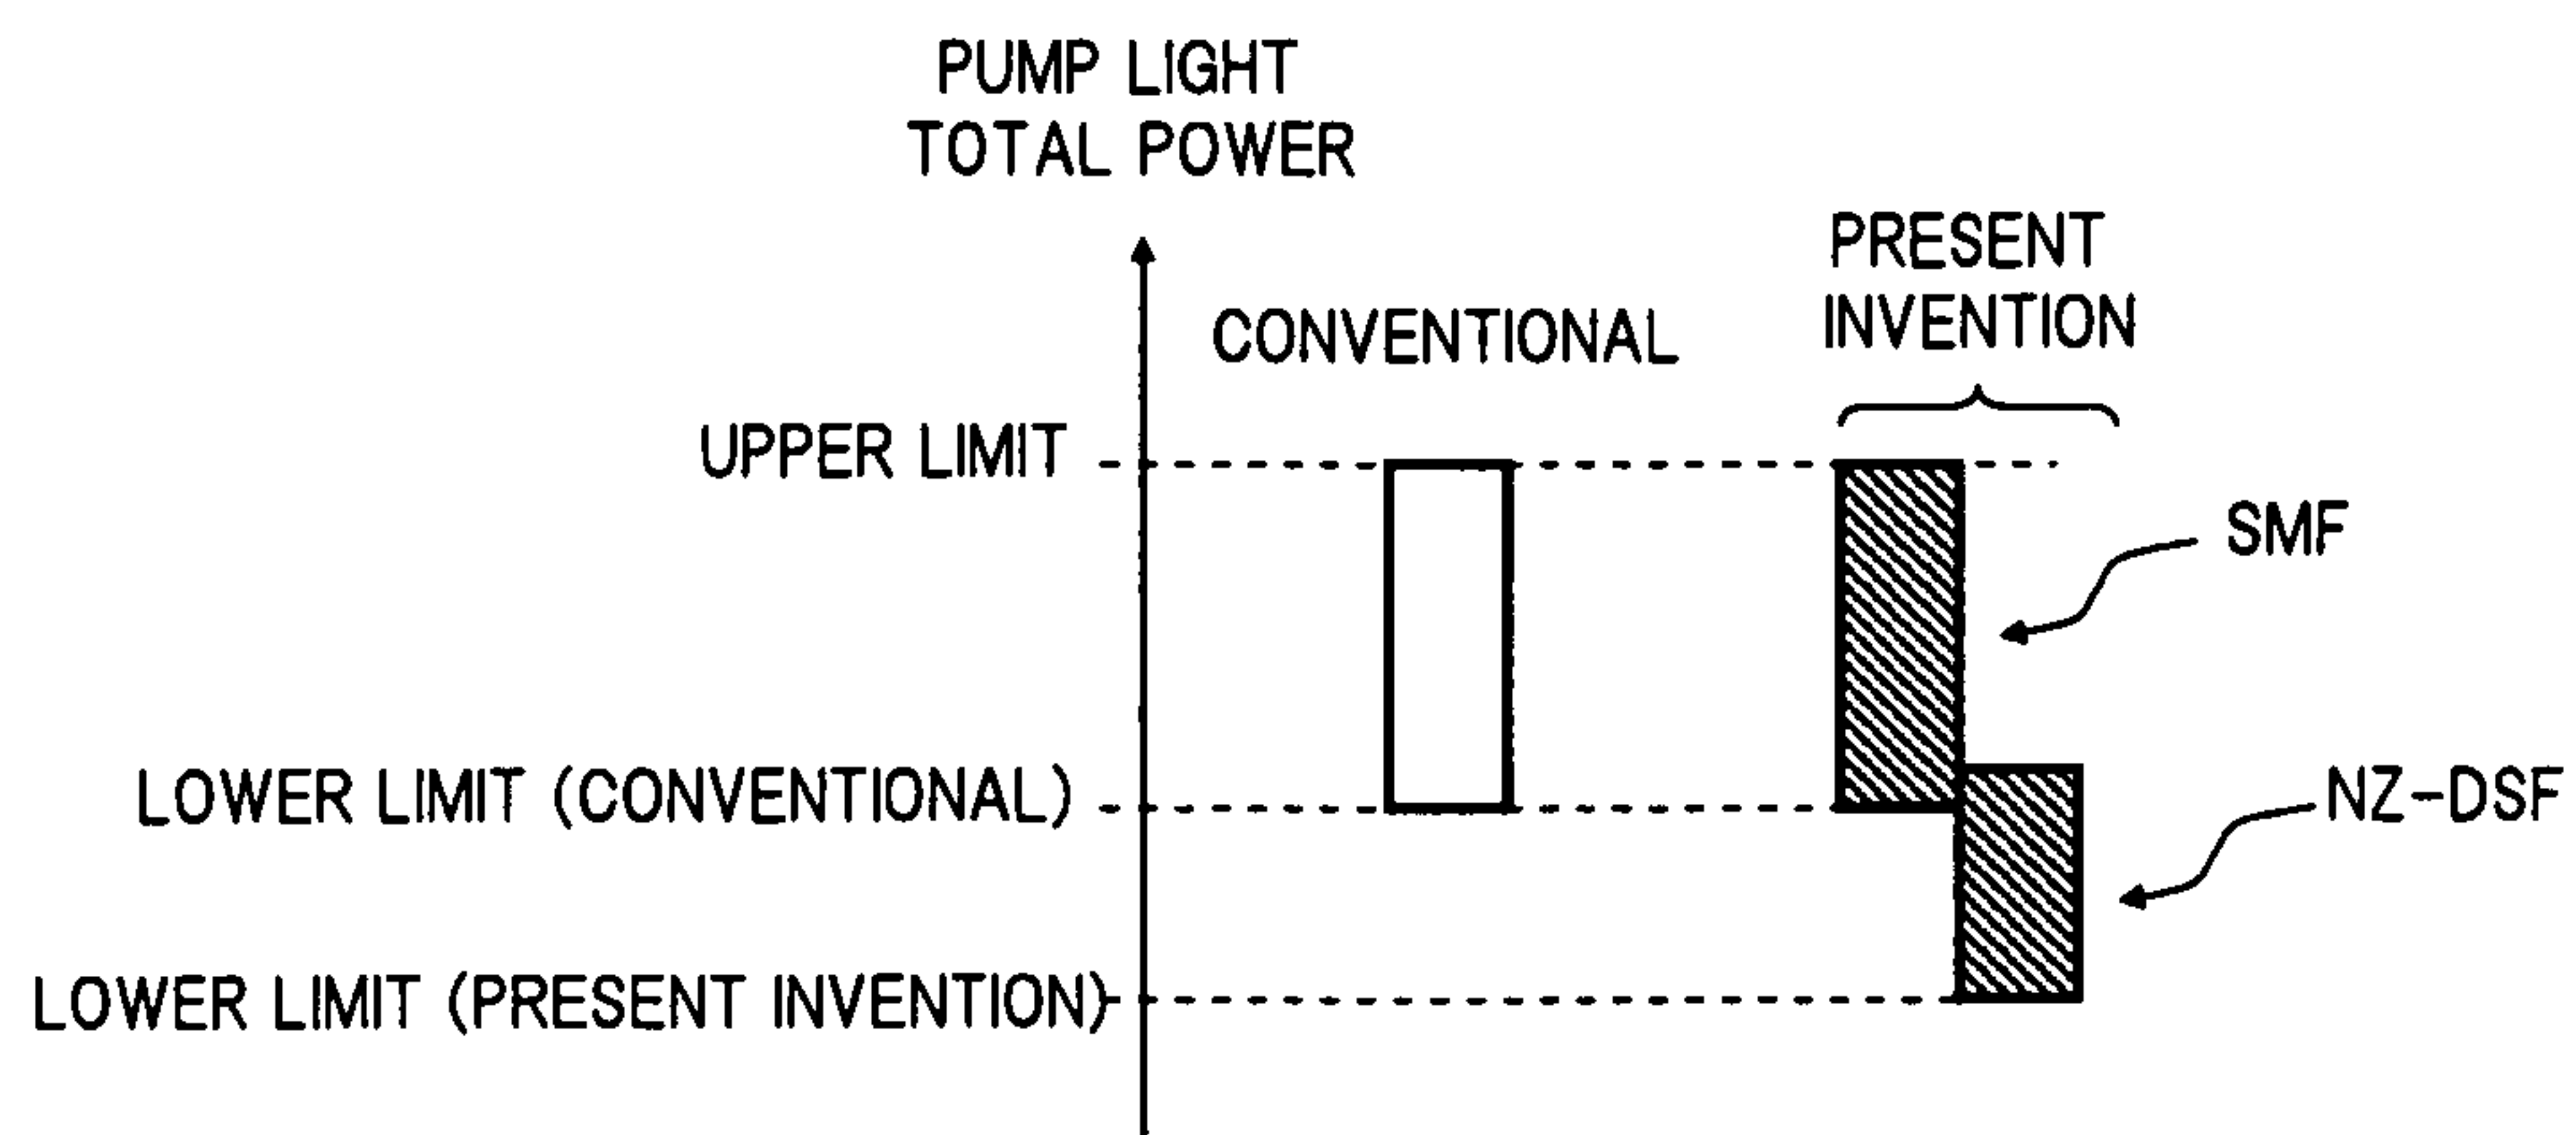 PUMP LIGHT
TOTAL POWER
PRESENT
INVENTION
CONVENTIONAL
UPPER LIMIT
SMF
LOWER LIMIT (CONVENTIONAL)
NZ-DSF
LOWER LIMIT (PRESENT INVENTION)